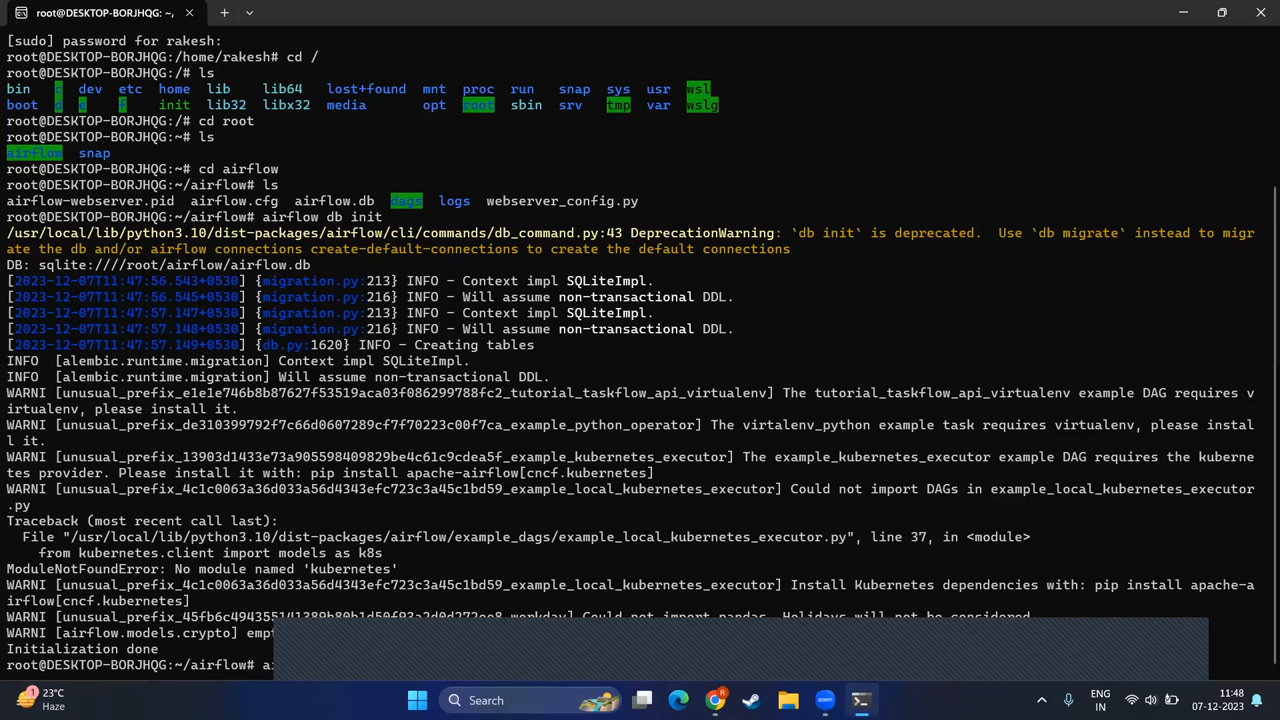 root@DESKTOP-BORJHQG: ~,
[sudo] password for rakesh:
root@DESKTOP-BORJHQG:/home/rakesh# cd /
root@DESKTOP-BORJHQG:/# ls
bin c dev etc home lib lib64 lost+found mnt proc run snap sys usr wsl
boot d e f init lib32 libx32 media opt root sbin srv tmp var wslg
root@DESKTOP-BORJHQG:/# cd root
root@DESKTOP-BORJHQG:~# ls
airflow snap
root@DESKTOP-BORJHQG:~# cd airflow
root@DESKTOP-BORJHQG:~/airflow# ls
airflow-webserver.pid airflow.cfg airflow.db dags logs webserver_config.py
root@DESKTOP-BORJHQG:~/airflow# airflow db init
/usr/local/lib/python3.10/dist-packages/airflow/cli/commands/db_command.py:43 DeprecationWarning: `db init` is deprecated. Use `db migrate` instead to migr
ate the db and/or airflow connections create-default-connections to create the default connections
DB: sqlite:////root/airflow/airflow.db
[2023-12-07T11:47:56.543+0530] {migration.py:213} INFO - Context impl SQLiteImpl.
[2023-12-07T11:47:56.545+0530] {migration.py:216} INFO - Will assume non-transactional DDL.
[2023-12-07T11:47:57.147+0530] {migration.py:213} INFO - Context impl SQLiteImpl.
[2023-12-07T11:47:57.148+0530] {migration.py:216} INFO - Will assume non-transactional DDL.
[2023-12-07T11:47:57.149+0530] {db.py:1620} INFO - Creating tables
INFO [alembic.runtime.migration] Context impl SQLiteImpl.
INFO [alembic.runtime.migration] Will assume non-transactional DDL.
WARNI [unusual_prefix_e1e1e746b8b87627f53519aca03f086299788fc2_tutorial_taskflow_api_virtualenv] The tutorial_taskflow_api_virtualenv example DAG requires v
irtualenv, please install it.
WARNI [unusual_prefix_de310399792f7c66d0607289cf7f70223c00f7ca_example_python_operator] The virtalenv_python example task requires virtualenv, please instal
l it.
WARNI [unusual_prefix_13903d1433e73a905598409829be4c61c9cdea5f_example_kubernetes_executor] The example_kubernetes_executor example DAG requires the kuberne
tes provider. Please install it with: pip install apache-airflow[cncf.kubernetes]
WARNI [unusual_prefix_4c1c0063a36d033a56d4343efc723c3a45c1bd59_example_local_kubernetes_executor] Could not import DAGs in example_local_kubernetes_executor
.py
Traceback (most recent call last):
File "/usr/local/lib/python3.10/dist-packages/airflow/example_dags/example_local_kubernetes_executor.py", line 37, in <module>
from kubernetes.client import models as k8s
ModuleNotFoundError: No module named 'kubernetes'
WARNI [unusual_prefix_4c1c0063a36d033a56d4343efc723c3a45c1bd59_example_local_kubernetes_executor] Install Kubernetes dependencies with: pip install apache-a
irflow[cncf.kubernetes]
WARNI Could not import pandas. Holidays will not be considered.
WARNI [airflow.models.crypto]
Initialization done
root@DESKTOP-BORJHQG:~/airflow#
1
23°C
Haze
Search
zoom
ENG
IN
11:48
07-12-2023